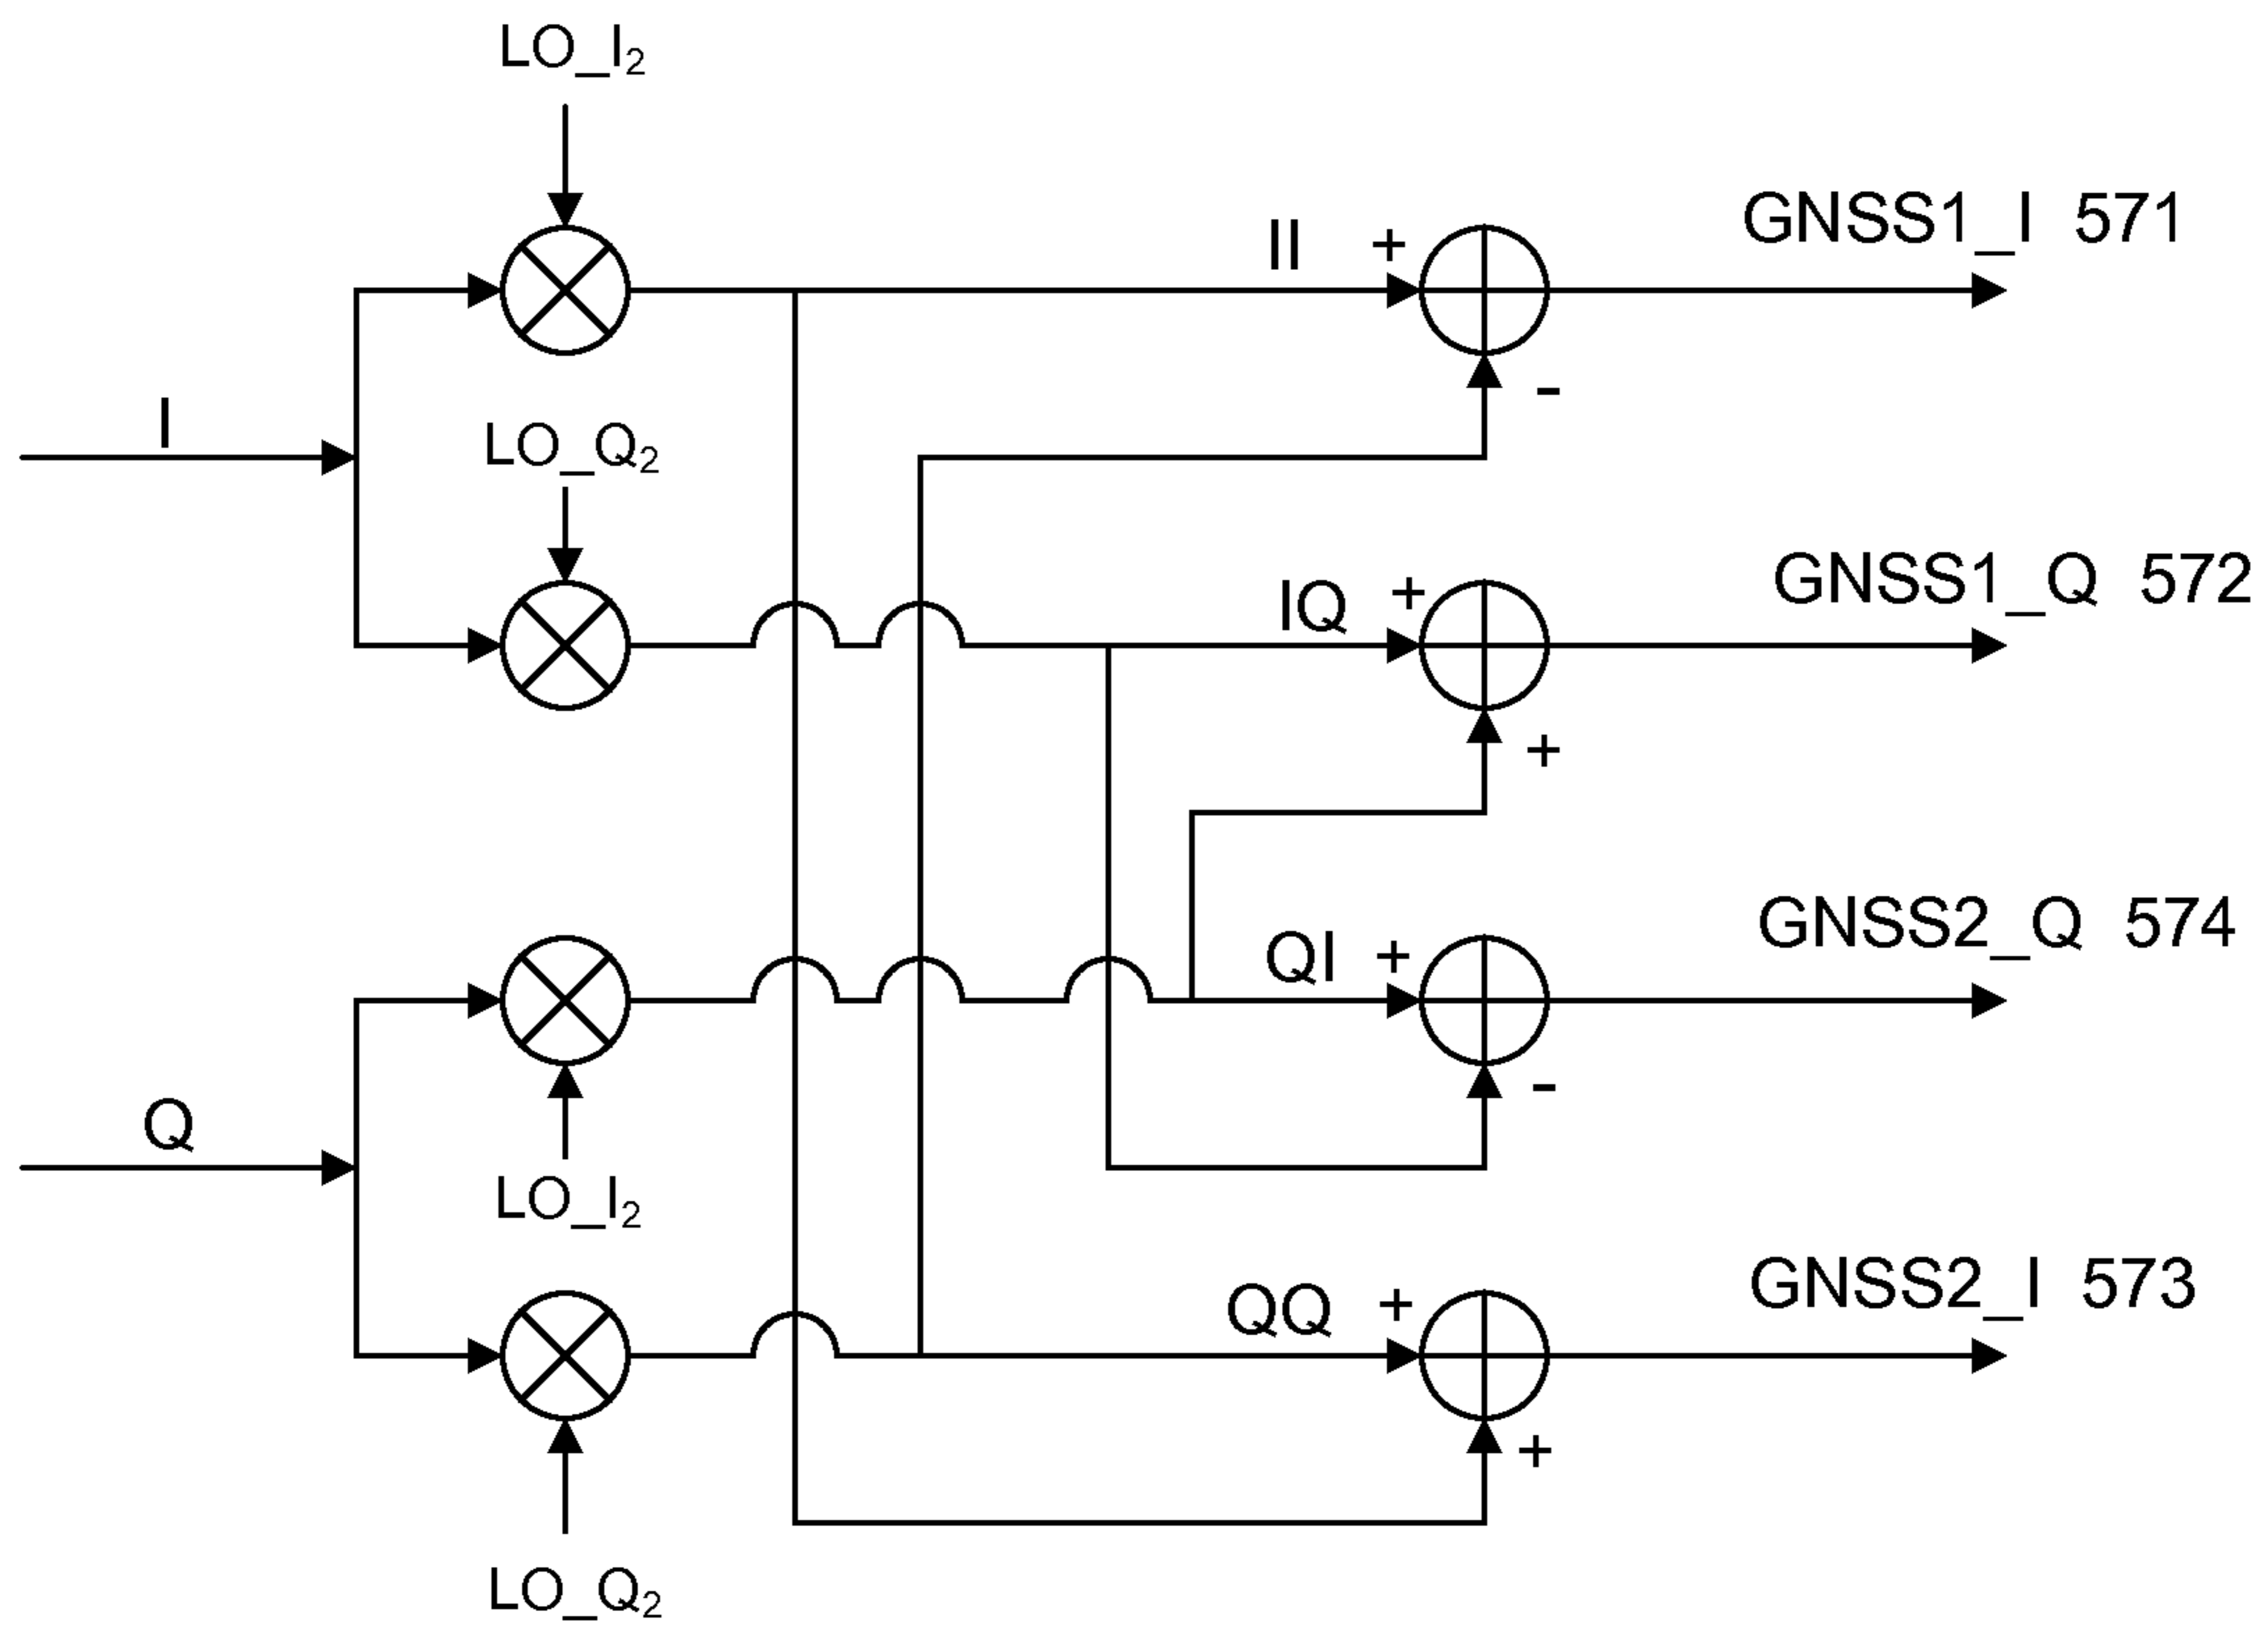 LO_I₂
II + GNSS1_I 571
-
I
LO_Q₂
IQ + GNSS1_Q 572
+
QI + GNSS2_Q 574
-
Q
LO_I₂
QQ + GNSS2_I 573
+
LO_Q₂